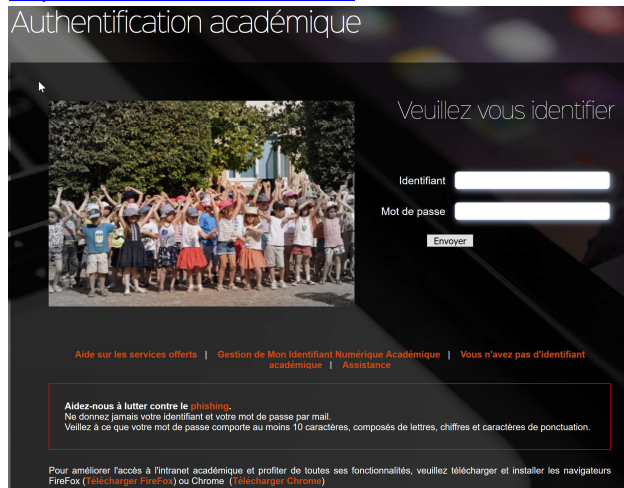 Authentification académique
Veuillez vous identifier
Identifiant
Mot de passe
Envoyer
Aide sur les services offerts | Gestion de Mon Identifiant Numérique Académique | Vous n'avez pas d'identifiant
académique | Assistance
Aidez-nous à lutter contre le phishing.
Ne donnez jamais votre identifiant et votre mot de passe par mail.
Veillez à ce que votre mot de passe comporte au moins 10 caractères, composés de lettres, chiffres et caractères de ponctuation.
Pour améliorer l'accès à l'intranet académique et profiter de toutes ses fonctionnalités, veuillez télécharger et installer les navigateurs
FireFox (Télécharger FireFox) ou Chrome (Télécharger Chrome)